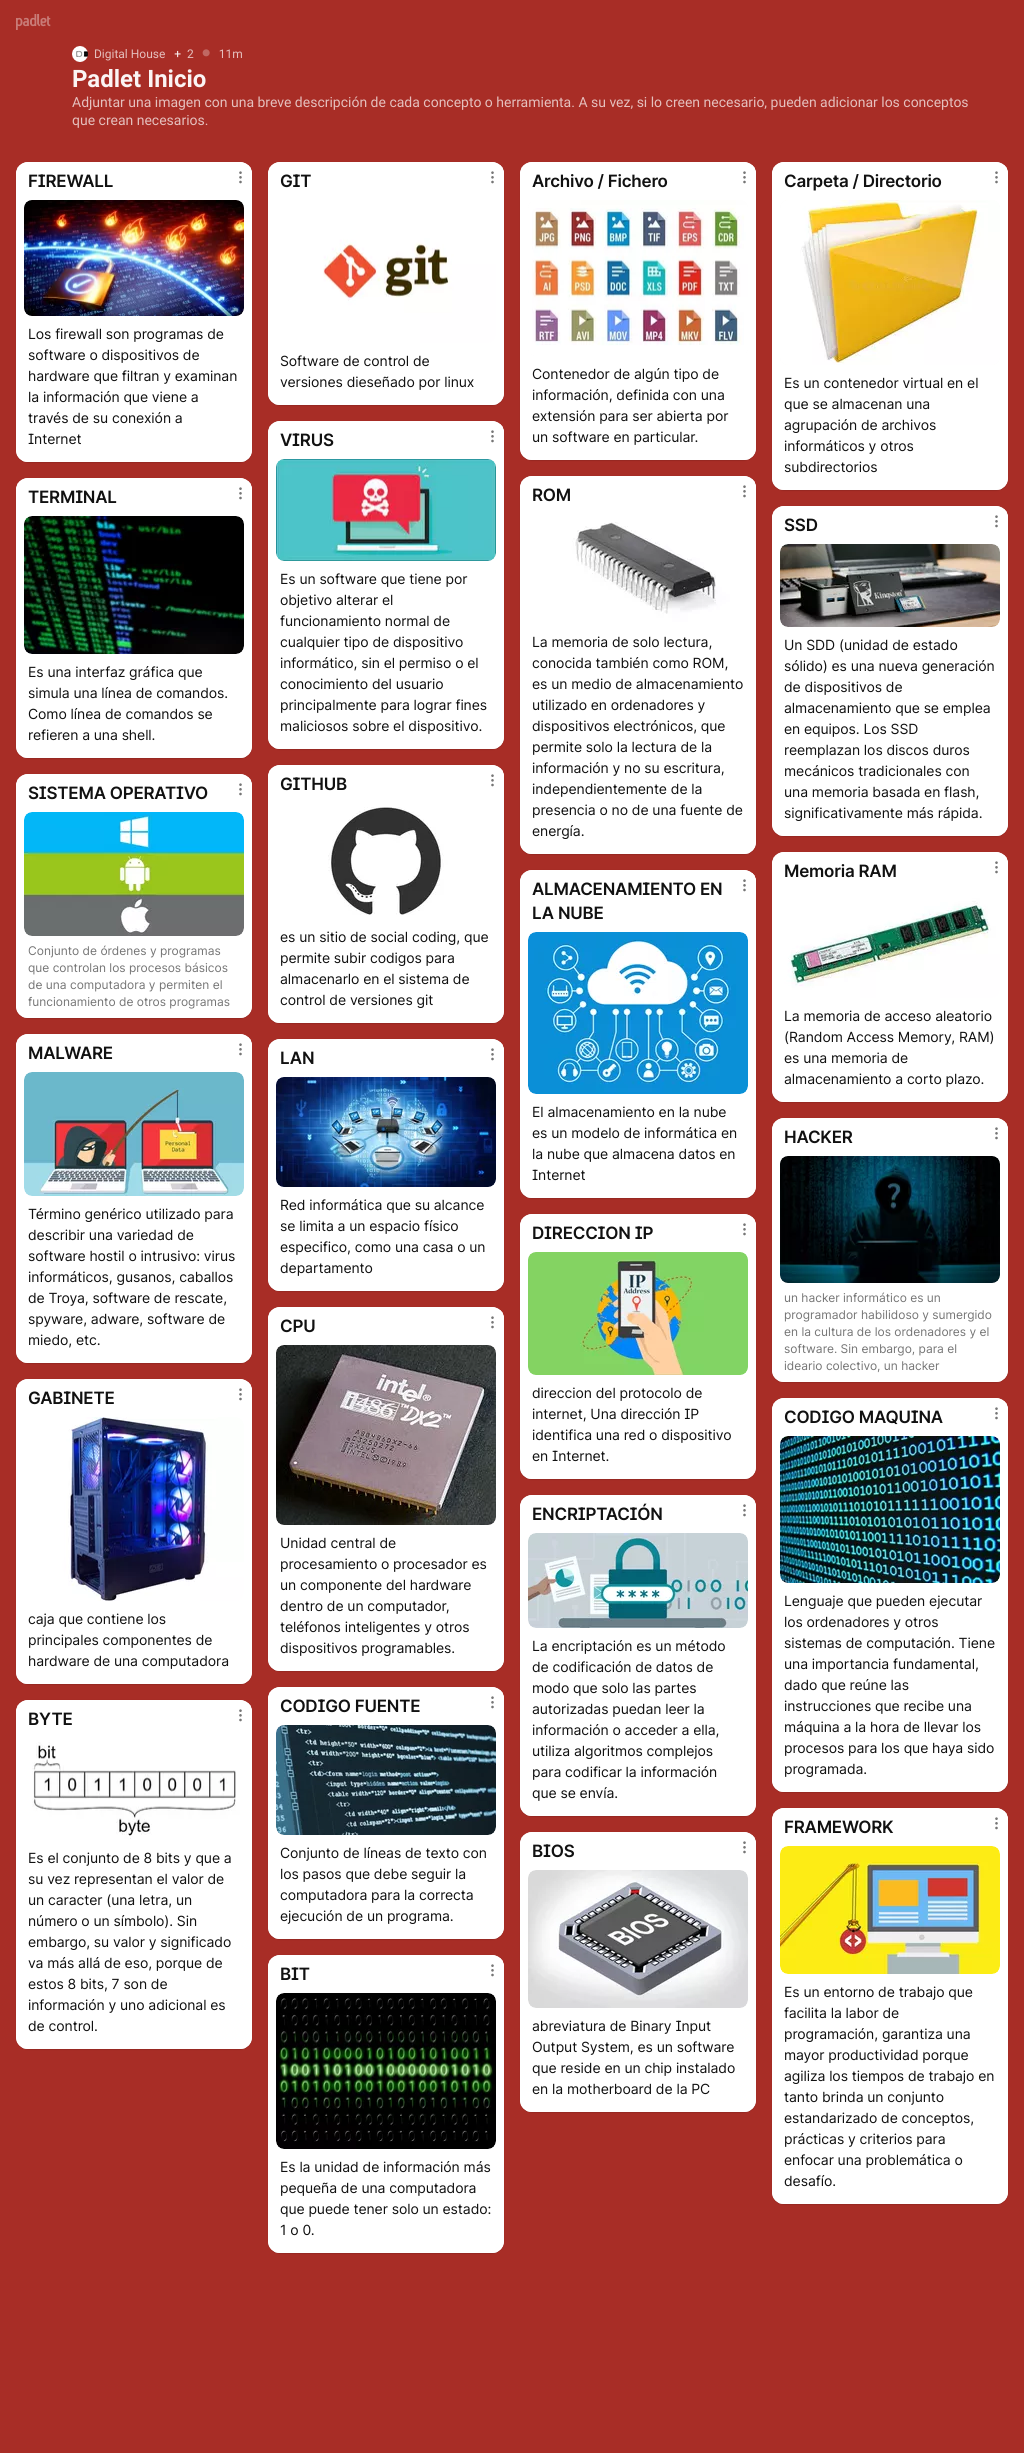 padlet
Digital House + 2 11m
Padlet Inicio
Adjuntar una imagen con una breve descripción de cada concepto o herramienta. A su vez, si lo creen necesario, pueden adicionar los conceptos
que crean necesarios.
FIREWALL
Los firewall son programas de
software o dispositivos de
hardware que filtran y examinan
la información que viene a
través de su conexión a
Internet
TERMINAL
Es una interfaz gráfica que
simula una línea de comandos.
Como línea de comandos se
refieren a una shell.
SISTEMA OPERATIVO
Conjunto de órdenes y programas
que controlan los procesos básicos
de una computadora y permiten el
funcionamiento de otros programas
MALWARE
Personal
Data
Término genérico utilizado para
describir una variedad de
software hostil o intrusivo: virus
informáticos, gusanos, caballos
de Troya, software de rescate,
spyware, adware, software de
miedo, etc.
GABINETE
caja que contiene los
principales componentes de
hardware de una computadora
BYTE
bit
1 0 1 1 0 0 0 1
byte
Es el conjunto de 8 bits y que a
su vez representan el valor de
un caracter (una letra, un
número o un símbolo). Sin
embargo, su valor y significado
va más allá de eso, porque de
estos 8 bits, 7 son de
información y uno adicional es
de control.
GIT
git
Software de control de
versiones dieseñado por linux
VIRUS
Es un software que tiene por
objetivo alterar el
funcionamiento normal de
cualquier tipo de dispositivo
informático, sin el permiso o el
conocimiento del usuario
principalmente para lograr fines
maliciosos sobre el dispositivo.
GITHUB
es un sitio de social coding, que
permite subir codigos para
almacenarlo en el sistema de
control de versiones git
LAN
Red informática que su alcance
se limita a un espacio físico
especifico, como una casa o un
departamento
CPU
intel®
i486™ DX2™
Unidad central de
procesamiento o procesador es
un componente del hardware
dentro de un computador,
teléfonos inteligentes y otros
dispositivos programables.
CODIGO FUENTE
Conjunto de líneas de texto con
los pasos que debe seguir la
computadora para la correcta
ejecución de un programa.
BIT
Es la unidad de información más
pequeña de una computadora
que puede tener solo un estado:
1 o 0.
Archivo / Fichero
JPG PNG BMP TIF EPS CDR
AI PSD DOC XLS PDF TXT
RTF AVI MOV MP4 MKV FLV
Contenedor de algún tipo de
información, definida con una
extensión para ser abierta por
un software en particular.
ROM
La memoria de solo lectura,
conocida también como ROM,
es un medio de almacenamiento
utilizado en ordenadores y
dispositivos electrónicos, que
permite solo la lectura de la
información y no su escritura,
independientemente de la
presencia o no de una fuente de
energía.
ALMACENAMIENTO EN
LA NUBE
El almacenamiento en la nube
es un modelo de informática en
la nube que almacena datos en
Internet
DIRECCION IP
IP
Address
direccion del protocolo de
internet, Una dirección IP
identifica una red o dispositivo
en Internet.
ENCRIPTACIÓN
****
La encriptación es un método
de codificación de datos de
modo que solo las partes
autorizadas puedan leer la
información o acceder a ella,
utiliza algoritmos complejos
para codificar la información
que se envía.
BIOS
BIOS
abreviatura de Binary Input
Output System, es un software
que reside en un chip instalado
en la motherboard de la PC
Carpeta / Directorio
Es un contenedor virtual en el
que se almacenan una
agrupación de archivos
informáticos y otros
subdirectorios
SSD
Kingston
Un SDD (unidad de estado
sólido) es una nueva generación
de dispositivos de
almacenamiento que se emplea
en equipos. Los SSD
reemplazan los discos duros
mecánicos tradicionales con
una memoria basada en flash,
significativamente más rápida.
Memoria RAM
La memoria de acceso aleatorio
(Random Access Memory, RAM)
es una memoria de
almacenamiento a corto plazo.
HACKER
?
un hacker informático es un
programador habilidoso y sumergido
en la cultura de los ordenadores y el
software. Sin embargo, para el
ideario colectivo, un hacker
CODIGO MAQUINA
Lenguaje que pueden ejecutar
los ordenadores y otros
sistemas de computación. Tiene
una importancia fundamental,
dado que reúne las
instrucciones que recibe una
máquina a la hora de llevar los
procesos para los que haya sido
programada.
FRAMEWORK
Es un entorno de trabajo que
facilita la labor de
programación, garantiza una
mayor productividad porque
agiliza los tiempos de trabajo en
tanto brinda un conjunto
estandarizado de conceptos,
prácticas y criterios para
enfocar una problemática o
desafío.